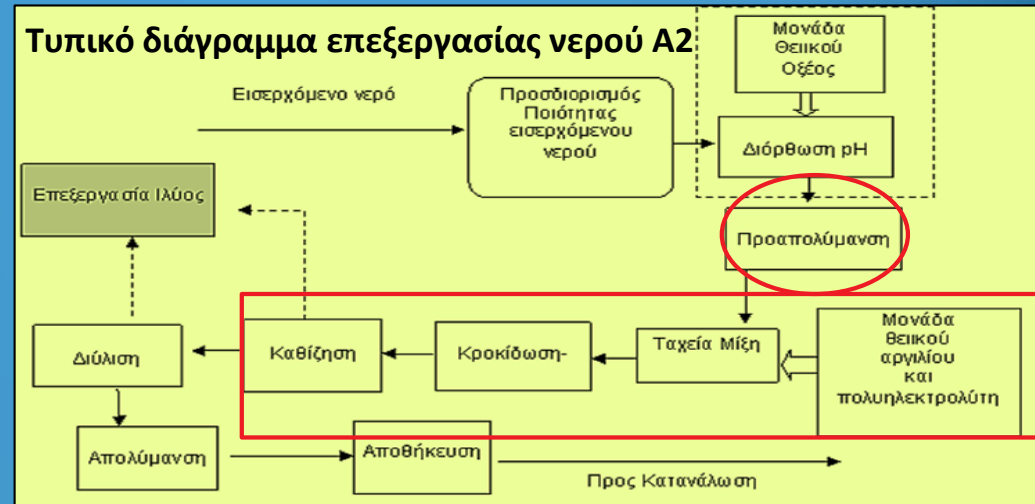 Τυπικό διάγραμμα επεξεργασίας νερού Α2
Μονάδα
Θειικού
Οξέος
Εισερχόμενο νερό
Προσδιορισμός
Ποιότητας
εισερχόμενου
νερού
Διόρθωση pH
Επεξεργασία Ιλύος
Προαπολύμανση
Διύλιση
Καθίζηση
Κροκίδωση-
Ταχεία Μίξη
Μονάδα
θειικού
αργιλίου
και
πολυηλεκτρολύτη
Απολύμανση
Αποθήκευση
Προς Κατανάλωση